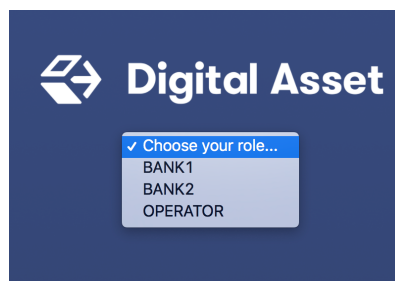 Digital Asset
✓ Choose your role...
BANK1
BANK2
OPERATOR